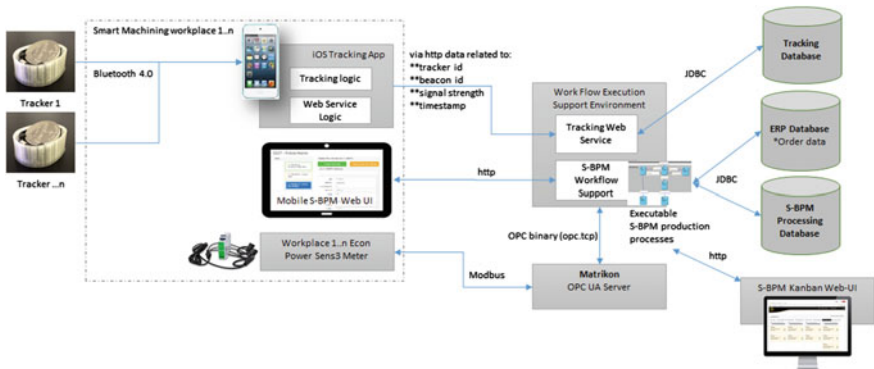 Smart Machining workplace 1..n
Tracker 1
Tracker ...n
Bluetooth 4.0
iOS Tracking App
Tracking logic
Web Service
Logic
via http data related to:
**tracker id
**beacon id
**signal strength
**timestamp
Mobile S-BPM Web UI
http
Workplace 1..n Econ
Power Sens3 Meter
Modbus
Work Flow Execution
Support Environment
Tracking Web
Service
S-BPM
Workflow
Support
Executable
S-BPM production
processes
OPC binary (opc.tcp)
Matrikon
OPC UA Server
JDBC
Tracking
Database
ERP Database
*Order data
JDBC
S-BPM
Processing
Database
http
S-BPM Kanban Web-UI